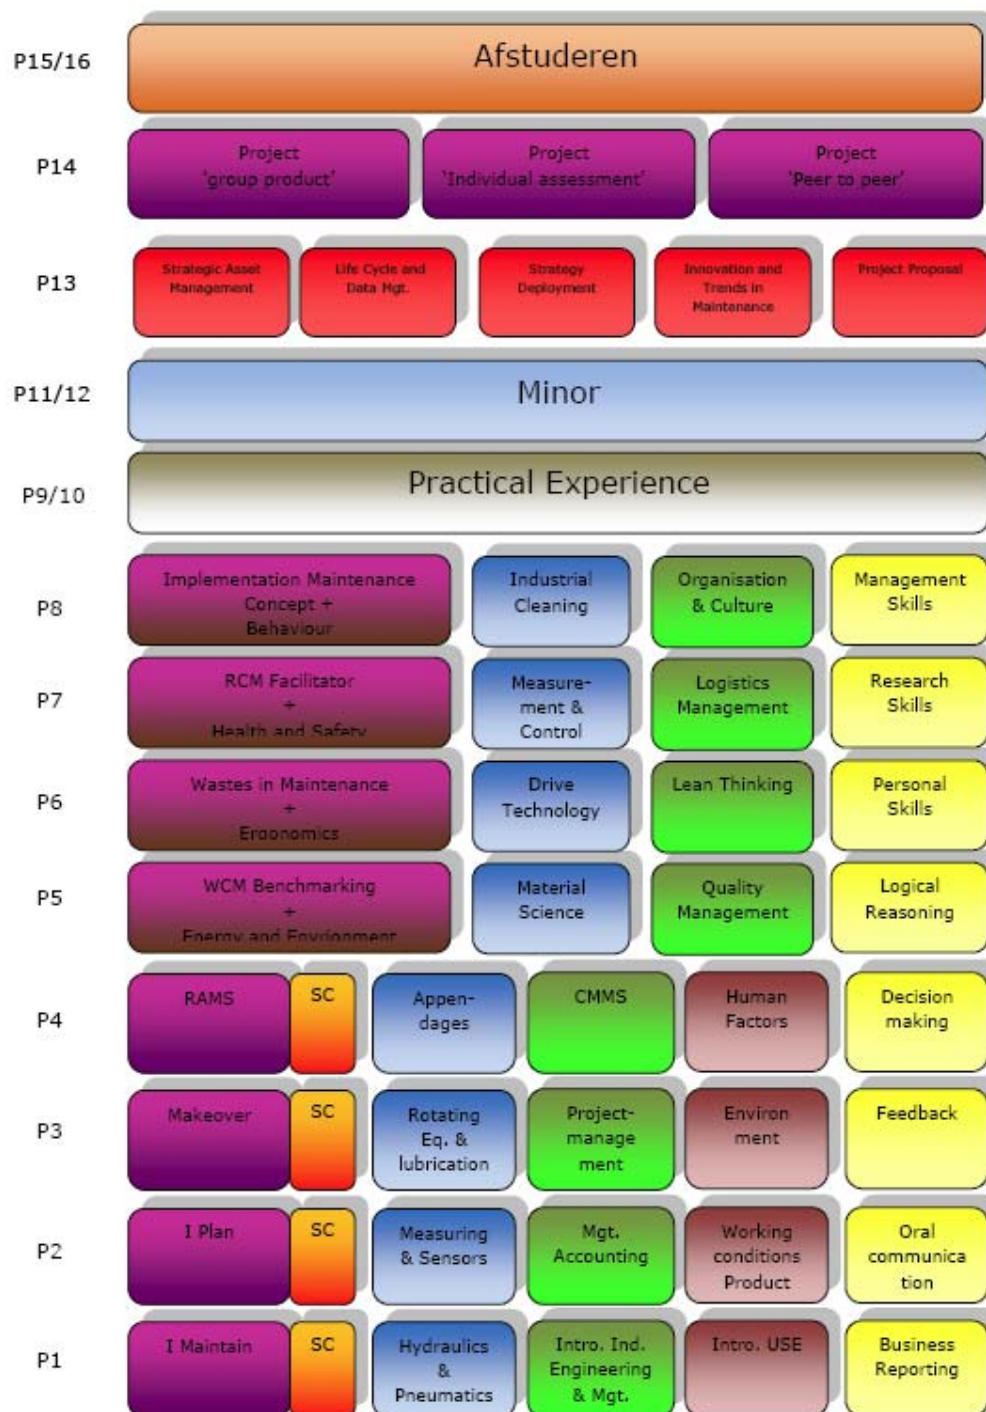 P15/16
Afstuderen
P14
Project
'group product'
Project
'Individual assessment'
Project
'Peer to peer'
P13
Strategic Asset
Management
Life Cycle and
Data Mgt.
Strategy
Deployment
Innovation and
Trends in
Maintenance
Project Proposal
P11/12
Minor
P9/10
Practical Experience
P8
Implementation Maintenance
Concept +
Behaviour
Industrial
Cleaning
Organisation
& Culture
Management
Skills
P7
RCM Facilitator
+
Health and Safety
Measure-
ment &
Control
Logistics
Management
Research
Skills
P6
Wastes in Maintenance
+
Ergonomics
Drive
Technology
Lean Thinking
Personal
Skills
P5
WCM Benchmarking
+
Energy and Envrionment
Material
Science
Quality
Management
Logical
Reasoning
P4
RAMS
SC
Appen-
dages
CMMS
Human
Factors
Decision
making
P3
Makeover
SC
Rotating
Eq. &
lubrication
Project-
manage
ment
Environ
ment
Feedback
P2
I Plan
SC
Measuring
& Sensors
Mgt.
Accounting
Working
conditions
Product
Oral
communica
tion
P1
I Maintain
SC
Hydraulics
&
Pneumatics
Intro. Ind.
Engineering
& Mgt.
Intro. USE
Business
Reporting